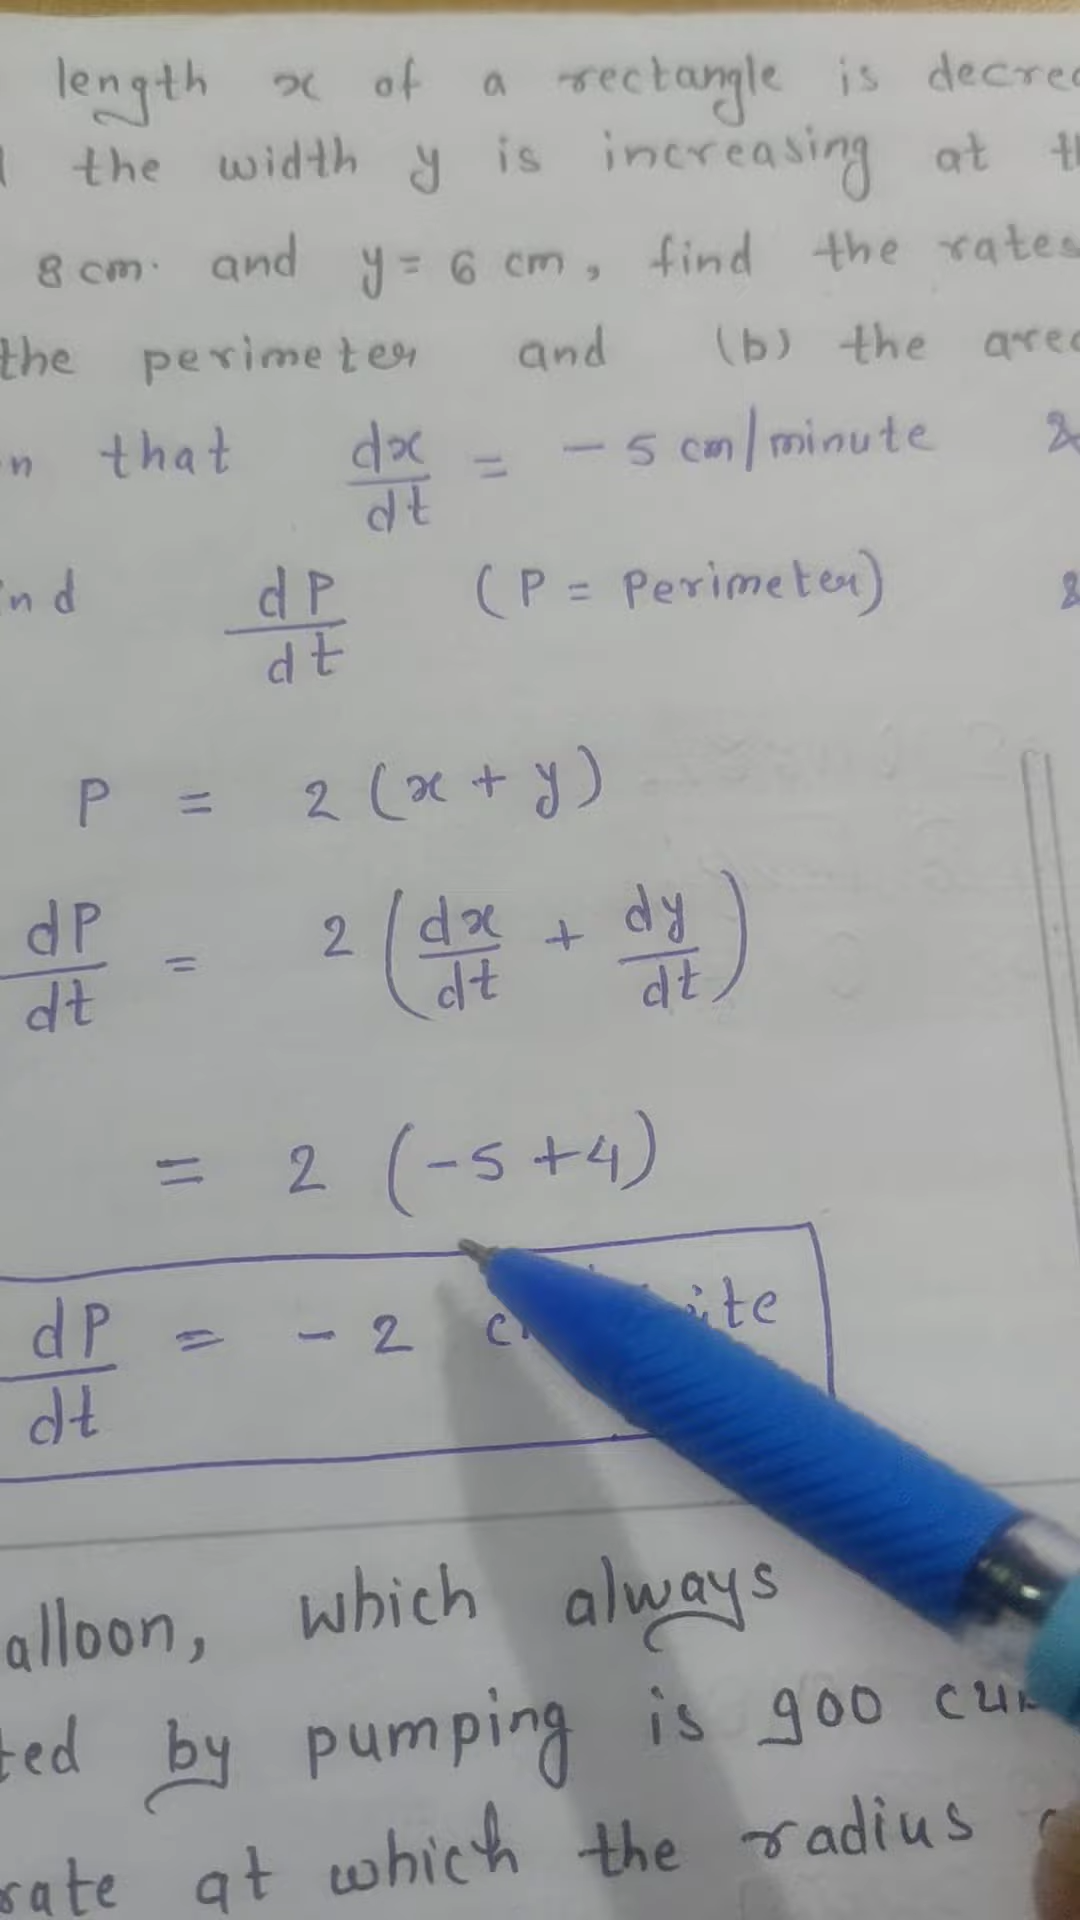 length x of a rectangle is
the width y is increasing at
8 cm. and y = 6 cm, find the rates
the perimeter and (b) the
that dx/dt = -5 cm/minute &
dP/dt (P = Perimeter) &
P = 2(x + y)
dP/dt = 2(dx/dt + dy/dt)
= 2(-5+4)
dP/dt = -2
which always
by pumping is 900
rate at which the radius